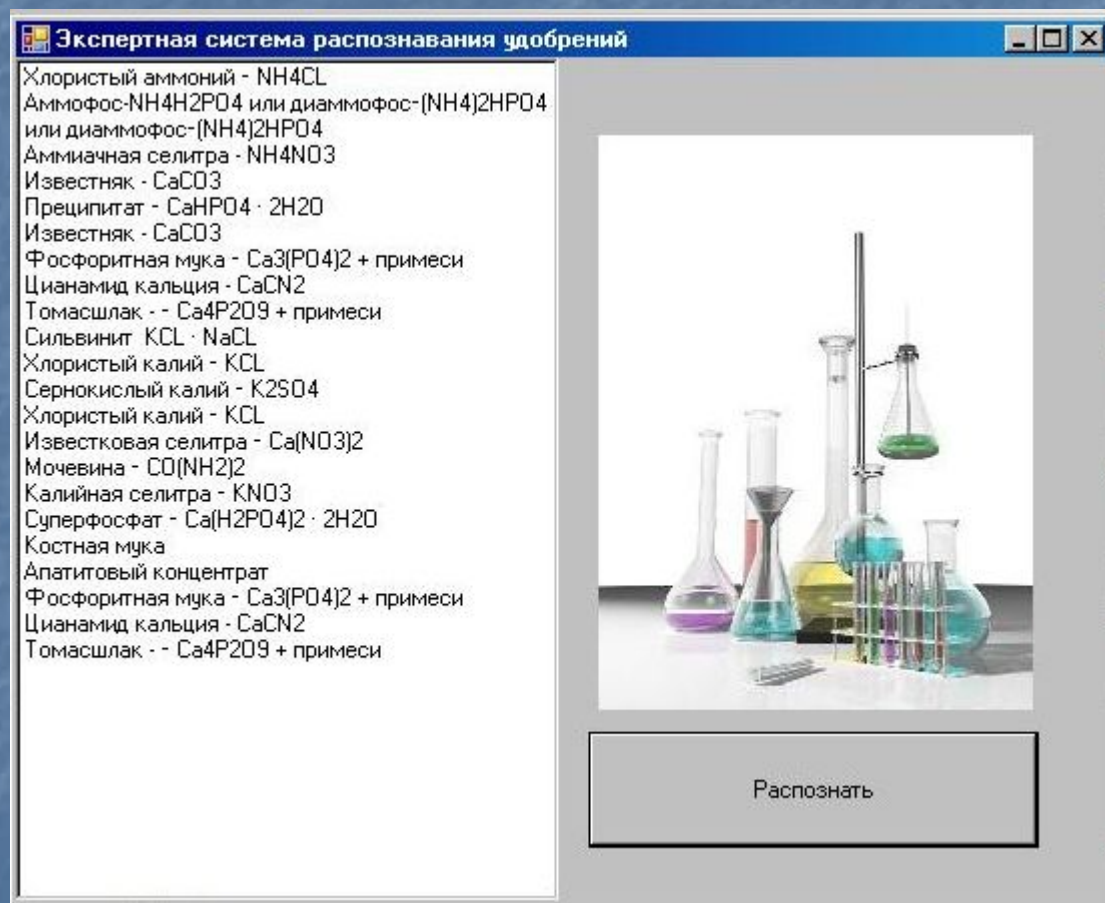 Экспертная система распознавания удобрений
Хлористый аммоний - NH4CL
Аммофос-NH4H2PO4 или диаммофос-(NH4)2HPO4
или диаммофос-(NH4)2HPO4
Аммиачная селитра - NH4NO3
Известняк - CaCO3
Преципитат - CaHPO4 · 2H2O
Известняк - CaCO3
Фосфоритная мука - Ca3(PO4)2 + примеси
Цианамид кальция - CaCN2
Томасшлак - - Ca4P2O9 + примеси
Сильвинит  KCL · NaCL
Хлористый калий - KCL
Сернокислый калий - K2SO4
Хлористый калий - KCL
Известковая селитра - Ca(NO3)2
Мочевина - CO(NH2)2
Калийная селитра - KNO3
Суперфосфат - Ca(H2PO4)2 · 2H2O
Костная мука
Апатитовый концентрат
Фосфоритная мука - Ca3(PO4)2 + примеси
Цианамид кальция - CaCN2
Томасшлак - - Ca4P2O9 + примеси
Распознать